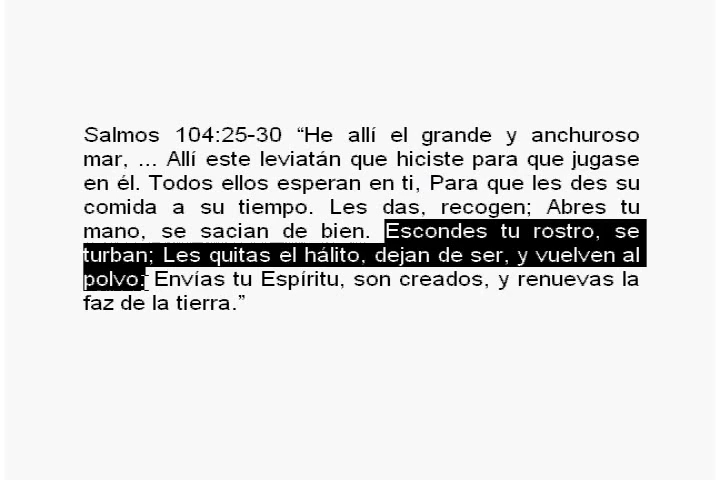 Salmos 104:25-30 “He allí el grande y anchuroso
mar, ... Allí este leviatán que hiciste para que jugase
en él. Todos ellos esperan en ti, Para que les des su
comida a su tiempo. Les das, recogen; Abres tu
mano, se sacian de bien. Escondes tu rostro, se
turban; Les quitas el hálito, dejan de ser, y vuelven al
polvo. Envías tu Espíritu, son creados, y renuevas la
faz de la tierra.”